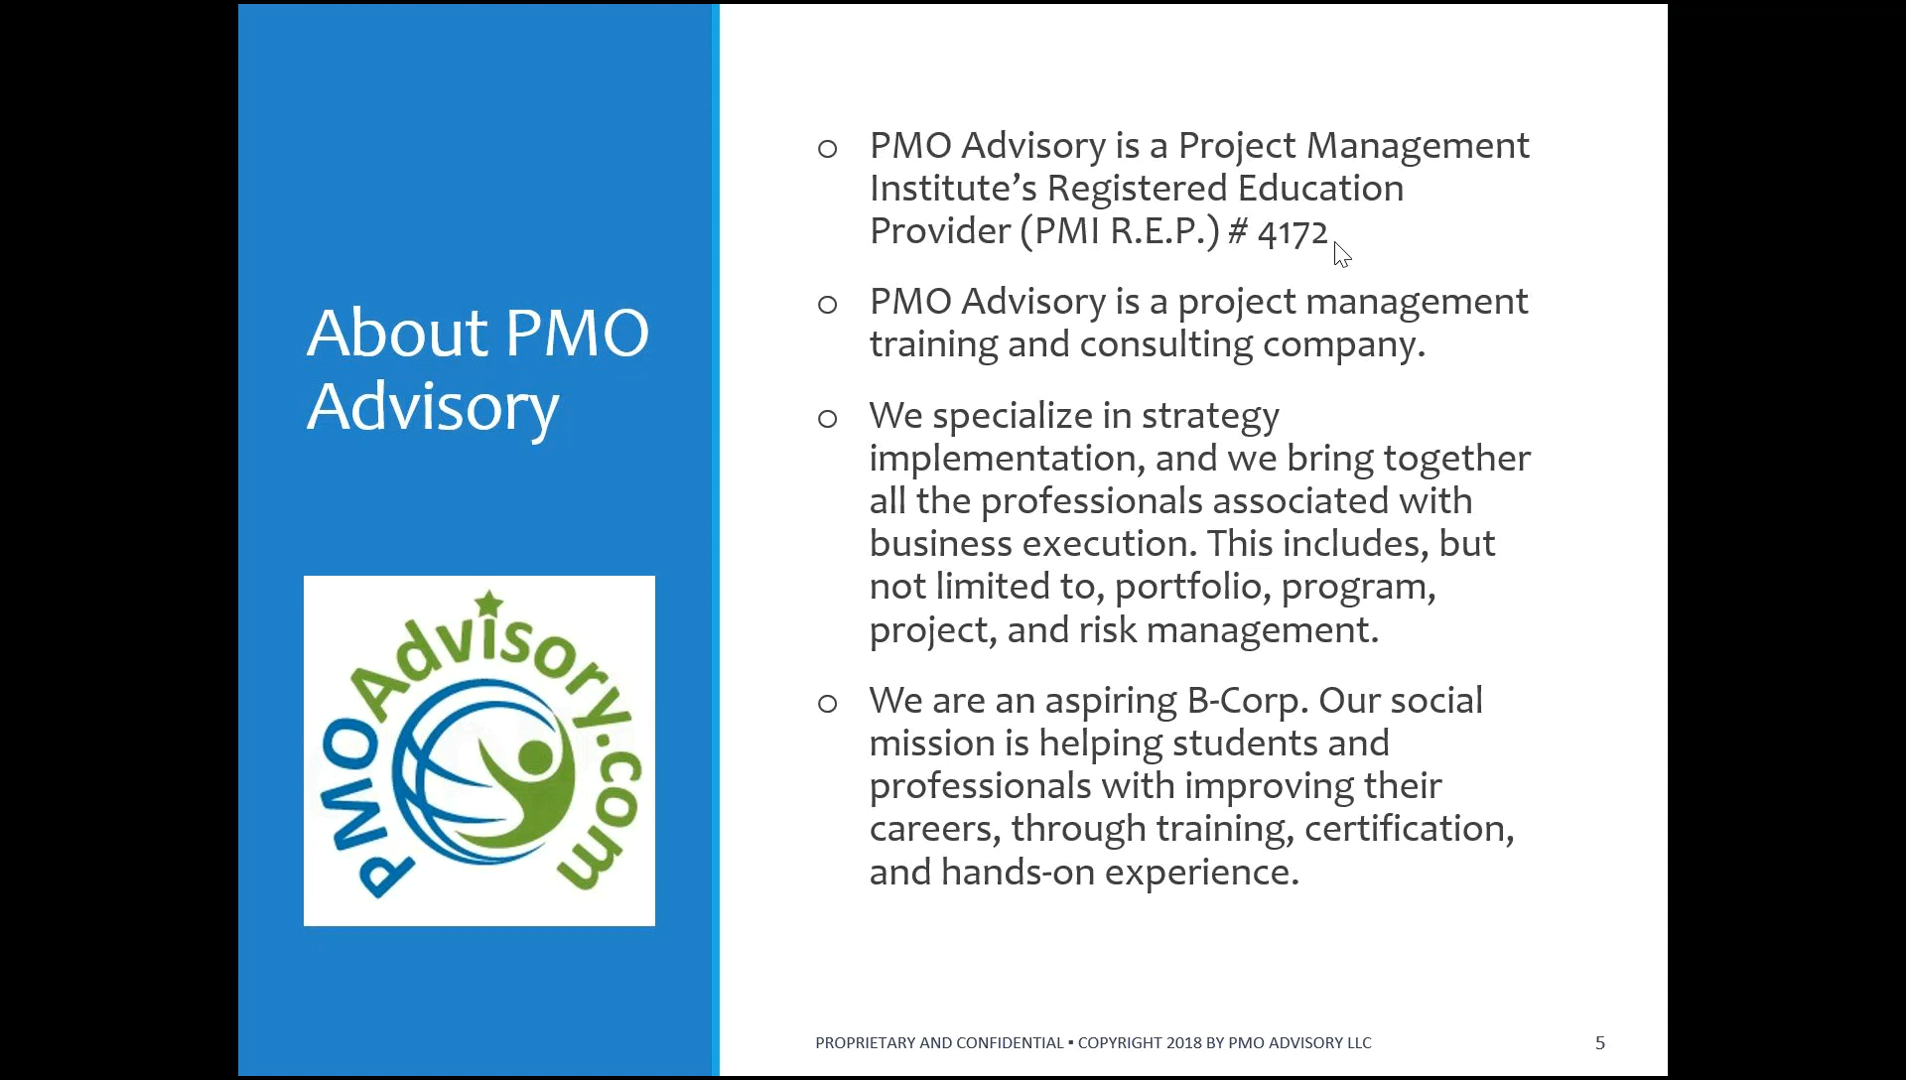 About PMO
Advisory
PMOAdvisory.com
o PMO Advisory is a Project Management
Institute’s Registered Education
Provider (PMI R.E.P.) # 4172
o PMO Advisory is a project management
training and consulting company.
o We specialize in strategy
implementation, and we bring together
all the professionals associated with
business execution. This includes, but
not limited to, portfolio, program,
project, and risk management.
o We are an aspiring B-Corp. Our social
mission is helping students and
professionals with improving their
careers, through training, certification,
and hands-on experience.
PROPRIETARY AND CONFIDENTIAL ▪ COPYRIGHT 2018 BY PMO ADVISORY LLC
5